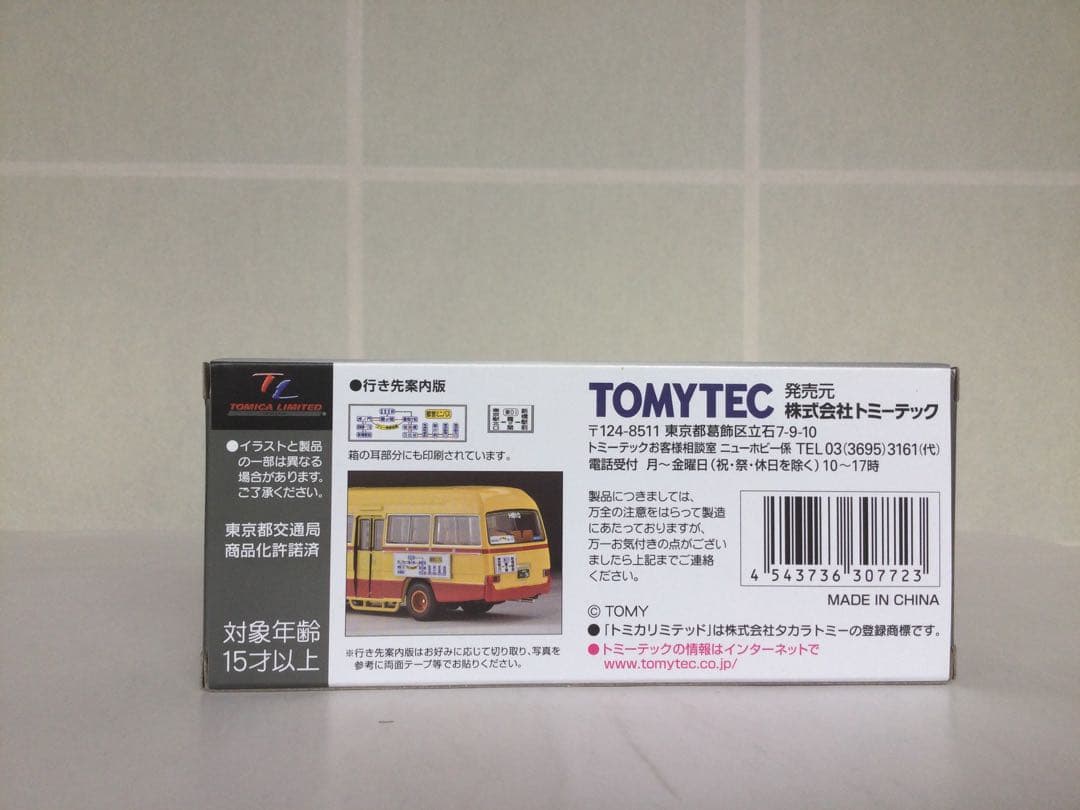 TL
TOMICA LIMITED
●イラストと製品
の一部は異なる
場合があります。
ご了承ください。
東京都交通局
商品化許諾済
対象年齢
15才以上
●行き先案内版
箱の耳部分にも印刷されています。
※行き先案内版はお好みに応じて切り取り、写真を
参考に両面テープ等でお貼りください。
TOMYTEC 発売元
株式会社トミーテック
〒124-8511 東京都葛飾区立石7-9-10
トミーテックお客様相談室 ニューホビー係 TEL 03(3695)3161(代)
電話受付 月～金曜日(祝・祭・休日を除く) 10～17時
製品につきましては、
万全の注意をはらって製造
にあたっておりますが、
万一お気付きの点がござい
ましたら上記までご連絡
ください。
4 543736 307723
MADE IN CHINA
© TOMY
●「トミカリミテッド」は株式会社タカラトミーの登録商標です。
●トミーテックの情報はインターネットで
www.tomytec.co.jp/